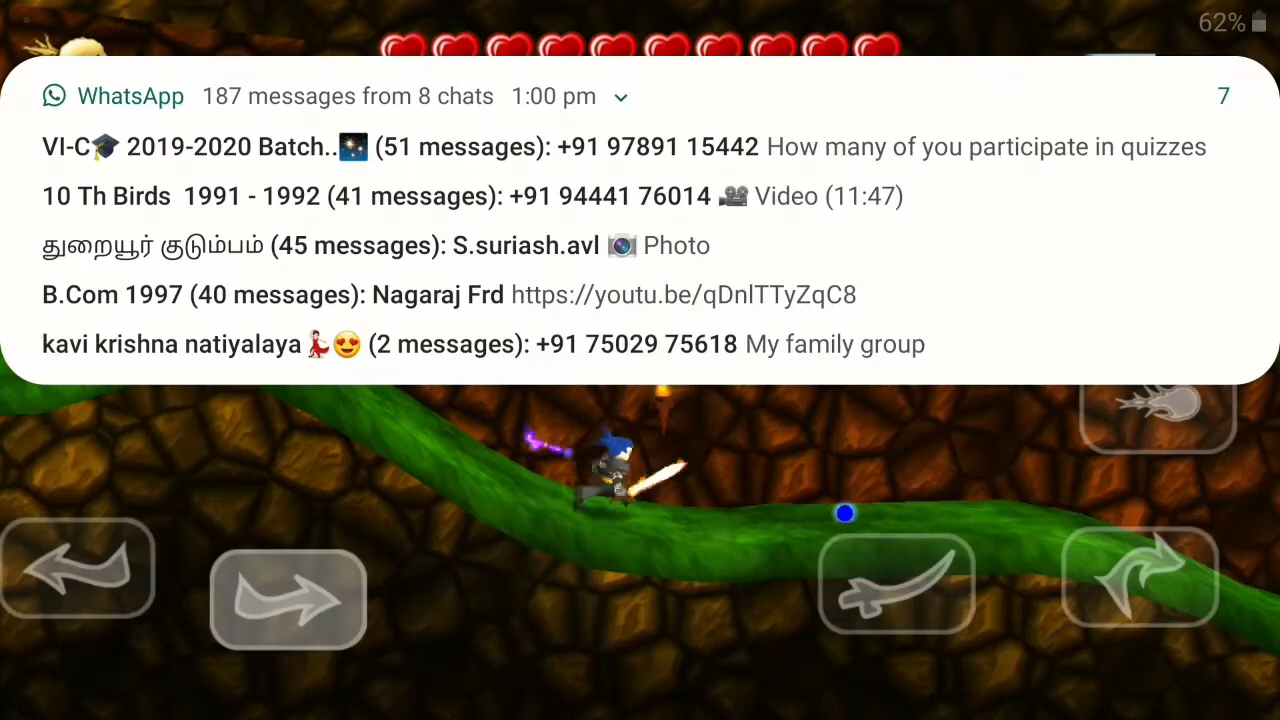 62%
WhatsApp 187 messages from 8 chats 1:00 pm 7
VI-C🎓 2019-2020 Batch..🎇 (51 messages): +91 97891 15442 How many of you participate in quizzes
10 Th Birds 1991 - 1992 (41 messages): +91 94441 76014 🎥 Video (11:47)
துறையூர் குடும்பம் (45 messages): S.suriash.avl 📷 Photo
B.Com 1997 (40 messages): Nagaraj Frd https://youtu.be/qDnlTTyZqC8
kavi krishna natiyalaya💃😍 (2 messages): +91 75029 75618 My family group